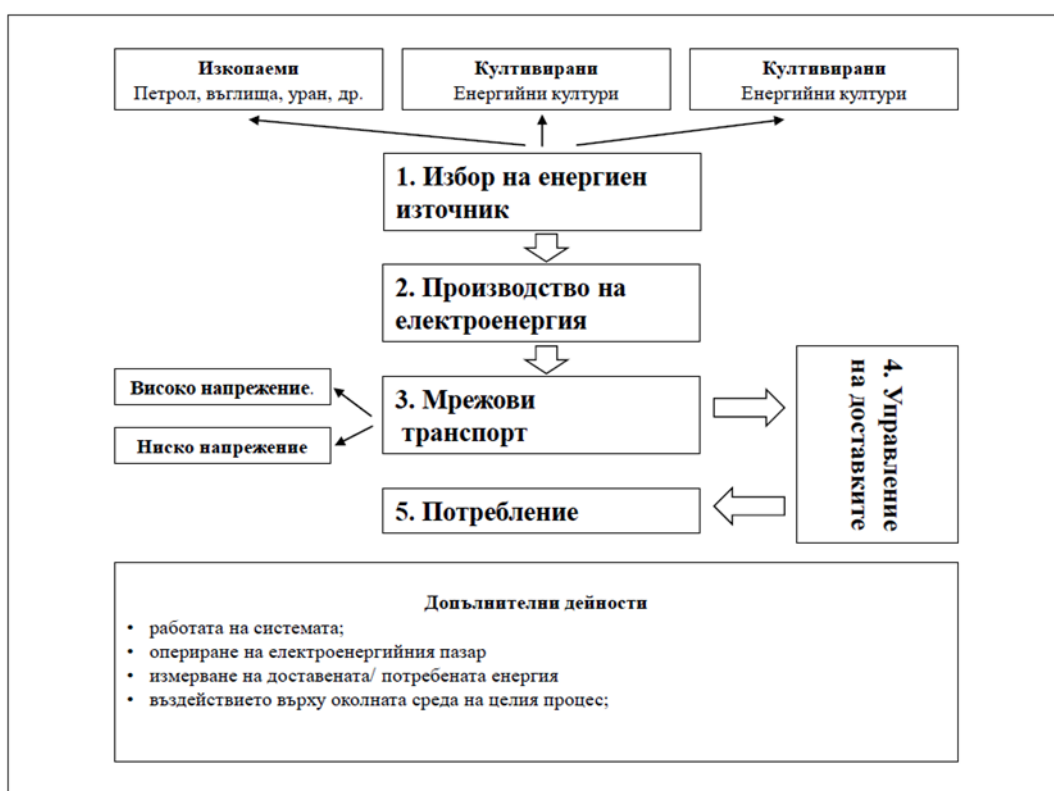 Изкопаеми
Петрол, въглища, уран, др.
Култивирани
Енергийни култури
Култивирани
Енергийни култури
1. Избор на енергиен
източник
2. Производство на
електроенергия
Високо напрежение.
Ниско напрежение
3. Мрежови
транспорт
4. Управление
на доставките
5. Потребление
Допълнителни дейности
• работата на системата;
• опериране на електроенергийния пазар
• измерване на доставената/ потребената енергия
• въздействието върху околната среда на целия процес;